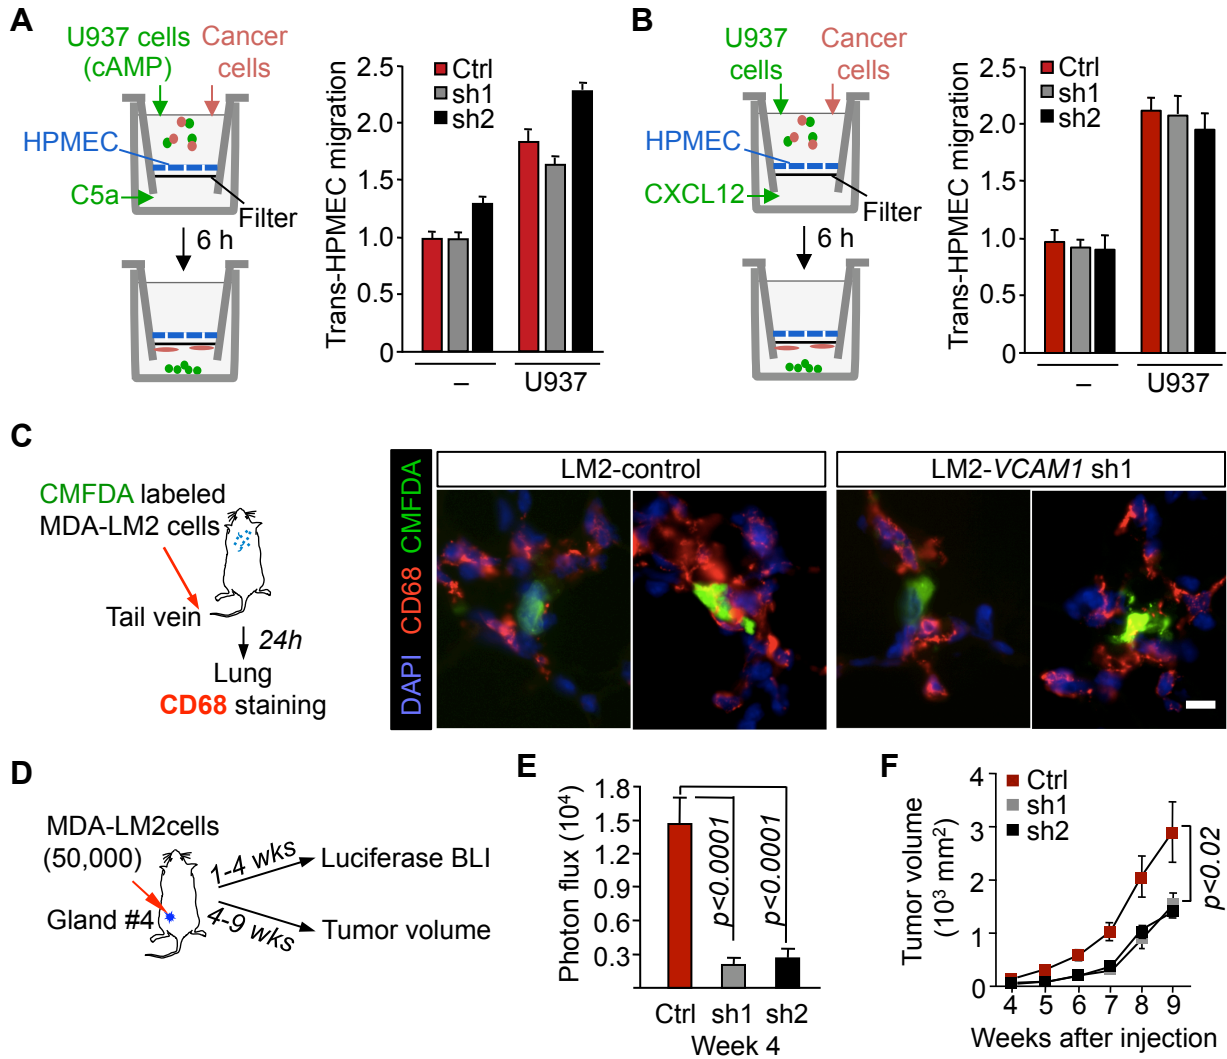 A
U937 cells
(cAMP)
Cancer
cells
HPMEC
C5a
Filter
6 h
Trans-HPMEC migration
2.5
2.0
1.5
1.0
0.5
0
Ctrl
sh1
sh2
–
U937
B
U937
cells
Cancer
cells
HPMEC
CXCL12
Filter
6 h
Trans-HPMEC migration
2.5
2.0
1.5
1.0
0.5
0
Ctrl
sh1
sh2
–
U937
C
CMFDA labeled
MDA-LM2 cells
Tail vein
24h
Lung
CD68 staining
DAPI CD68 CMFDA
LM2-control
LM2-VCAM1 sh1
D
MDA-LM2cells
(50,000)
Gland #4
1-4 wks
Luciferase BLI
4-9 wks
Tumor volume
E
Photon flux (10⁴)
1.8
1.5
1.2
0.9
0.6
0.3
p<0.0001
p<0.0001
Ctrl sh1 sh2
Week 4
F
Tumor volume
(10³ mm²)
4
3
2
1
0
Ctrl
sh1
sh2
p<0.02
4 5 6 7 8 9
Weeks after injection